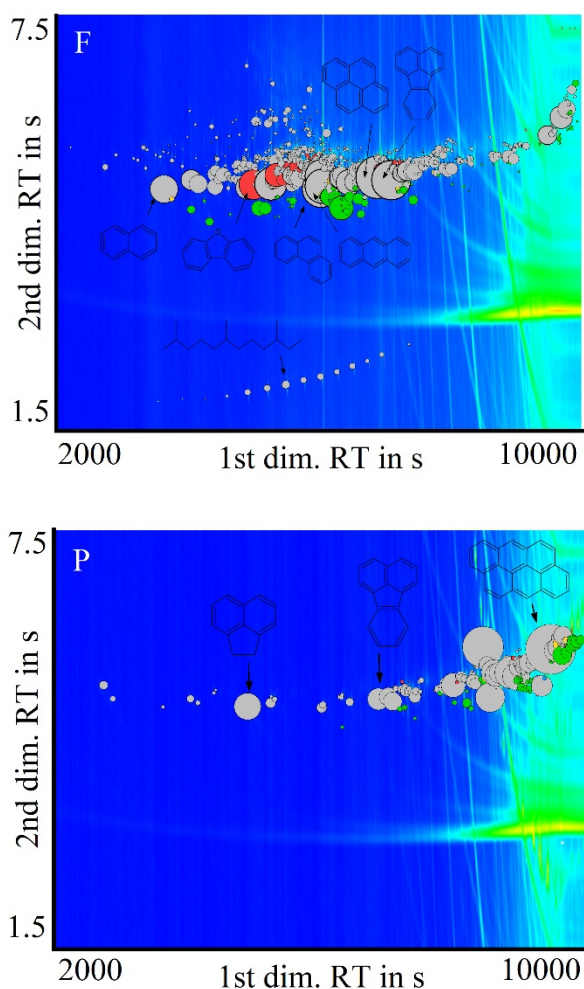 7.5
F
2nd dim. RT in s
1.5
2000
1st dim. RT in s
10000
7.5
P
2nd dim. RT in s
1.5
2000
1st dim. RT in s
10000